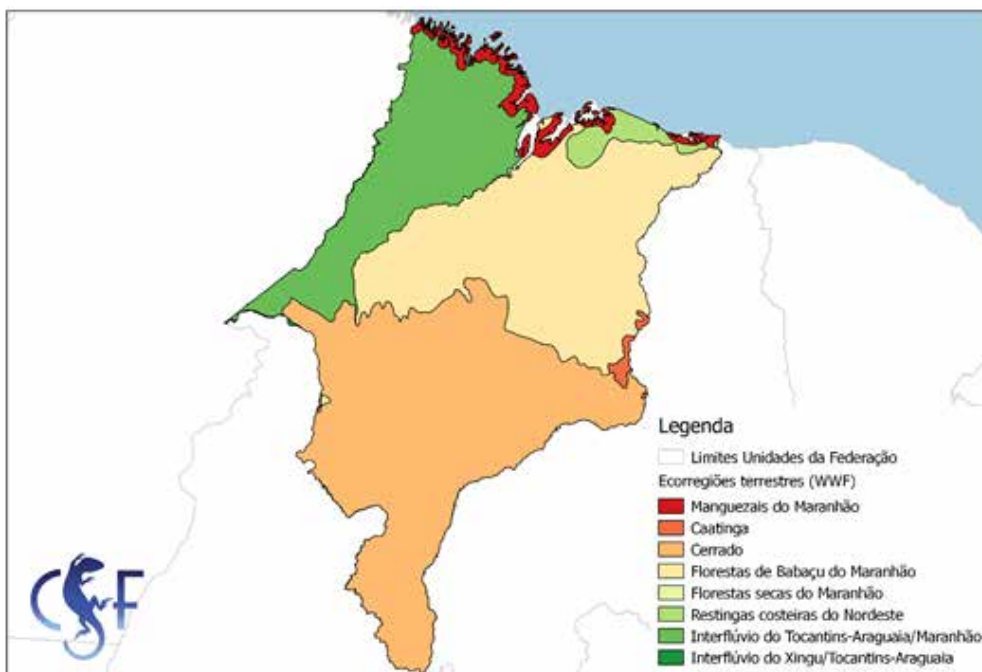 Legenda
Limites Unidades da Federação
Ecorregiões terrestres (WWF)
Manguezais do Maranhão
Caatinga
Cerrado
Florestas de Babaçu do Maranhão
Florestas secas do Maranhão
Restingas costeiras do Nordeste
Interflúvio do Tocantins-Araguaia/Maranhão
Interflúvio do Xingu/Tocantins-Araguaia
CSF